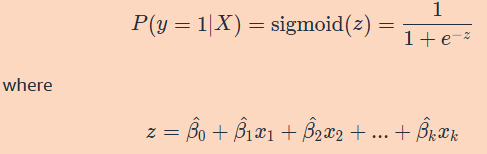 P(y = 1|X) = sigmoid(z) = 1 / (1 + e^{-z})
where
z = β̂₀ + β̂₁x₁ + β̂₂x₂ + ... + β̂ₖxₖ